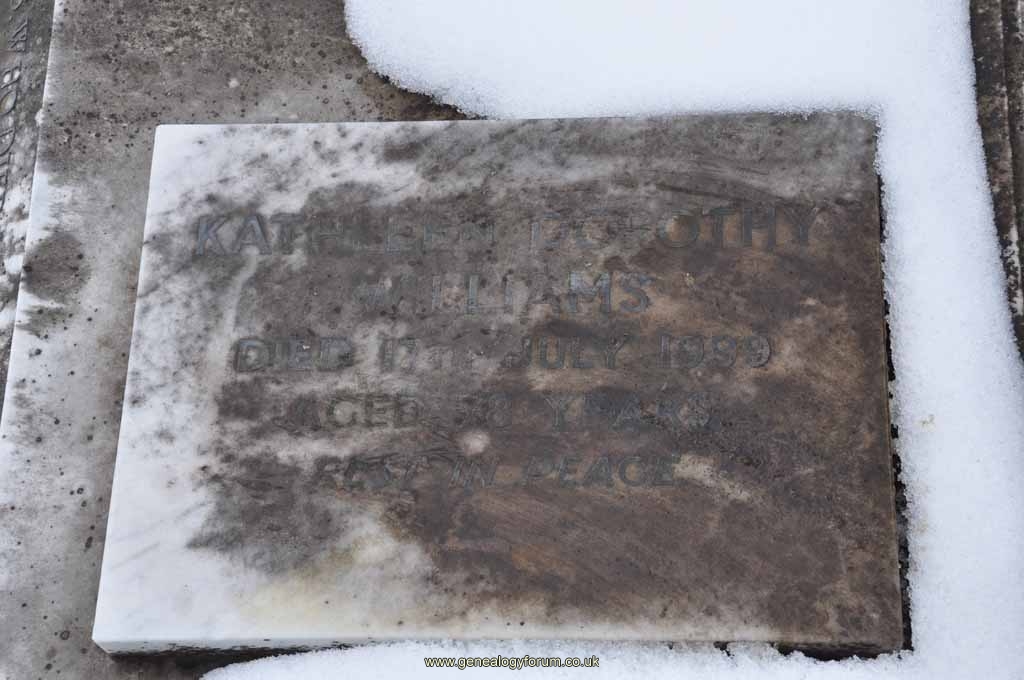 KATHLEEN DOROTHY
WILLIAMS
DIED 17TH JULY 1999
AGED YEARS
REST IN PEACE
www.genealogyforum.co.uk